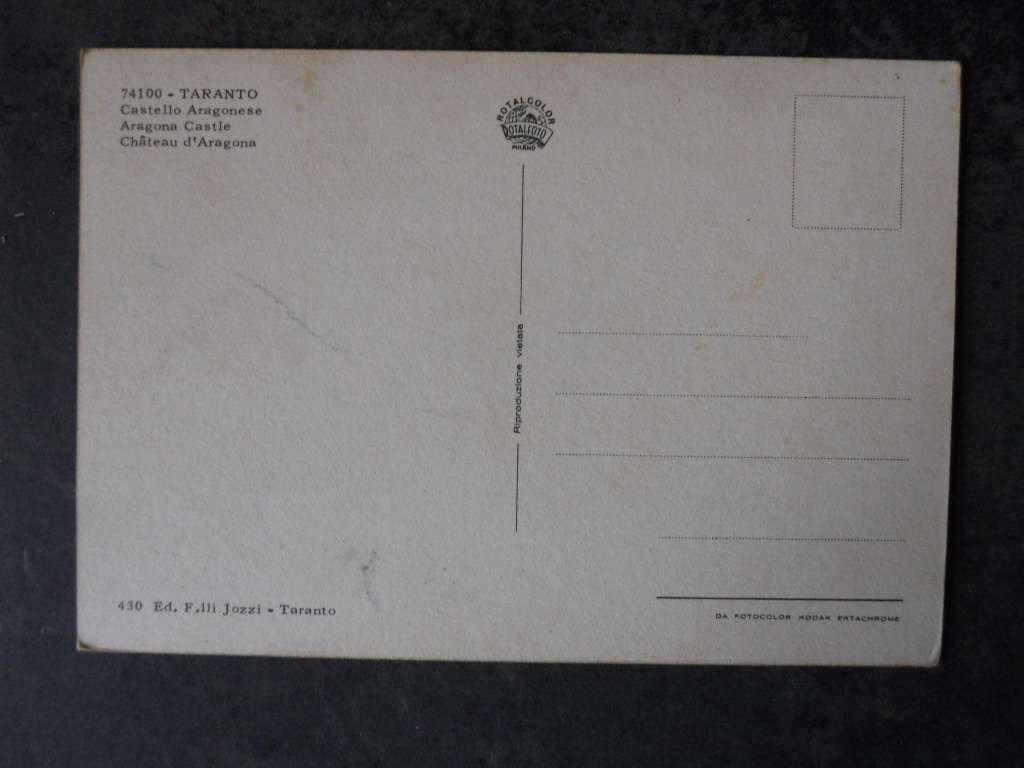 74100 - TARANTO
Castello Aragonese
Aragona Castle
Château d'Aragona
ROTALCOLOR
ROTALFOTO
MILANO
Riproduzione vietata
430 Ed. F.lli Jozzi - Taranto
DA FOTOCOLOR KODAK EKTACHROME